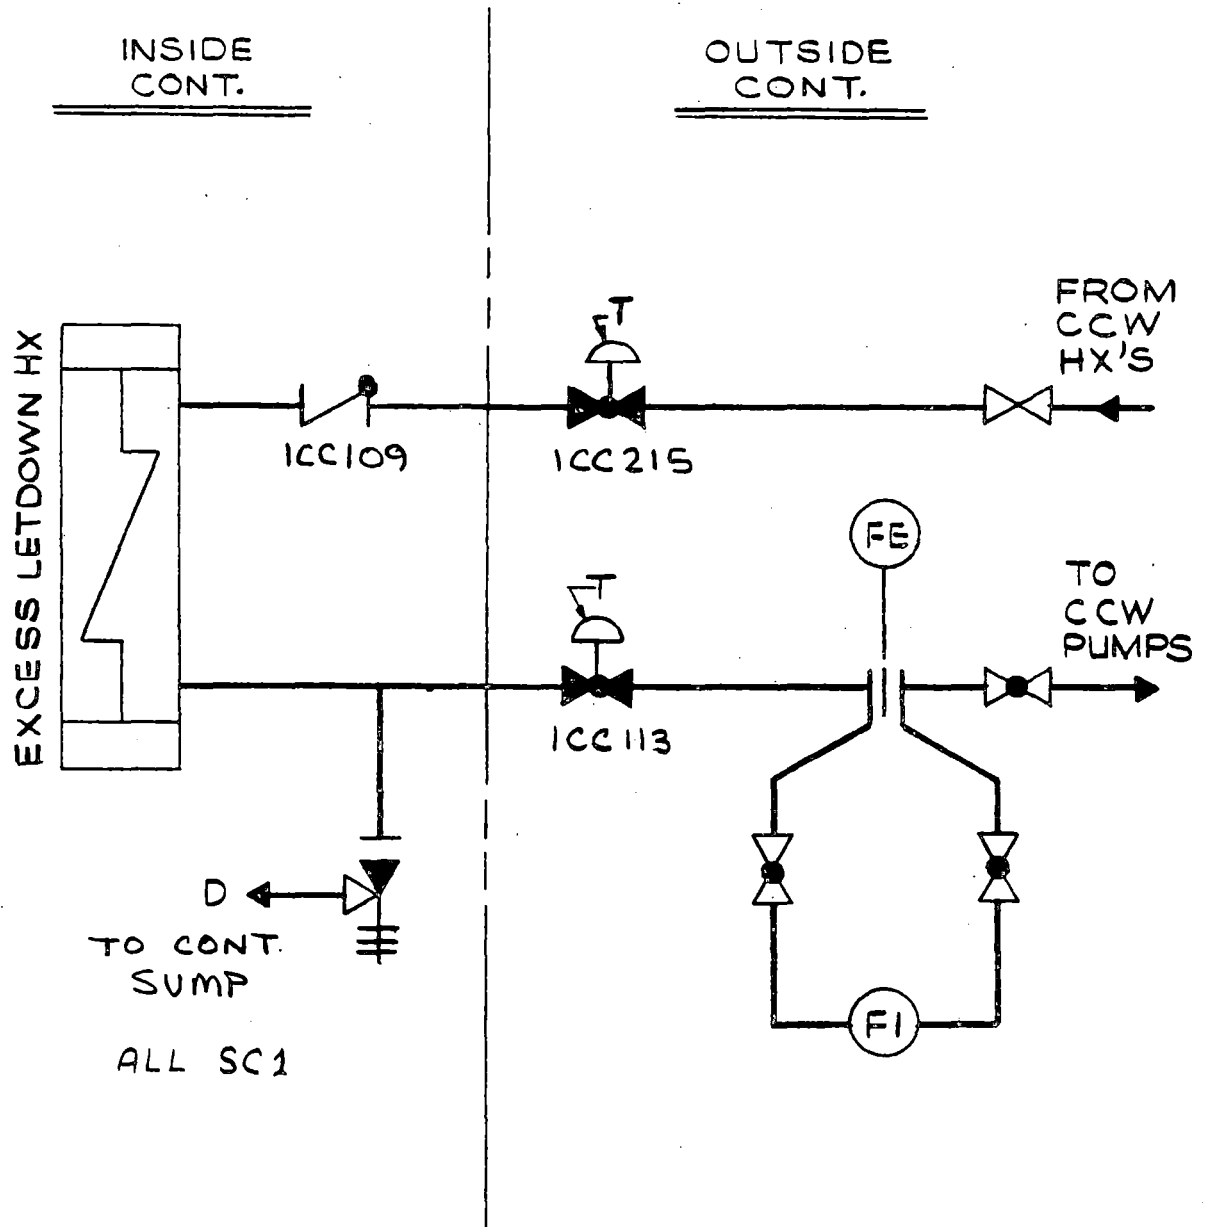 INSIDE
CONT.
OUTSIDE
CONT.
FROM
CCW
HX'S
T
EXCESS LETDOWN HX
1CC109
1CC215
FE
T
TO
CCW
PUMPS
1CC113
D
TO CONT.
SUMP
FI
ALL SC1